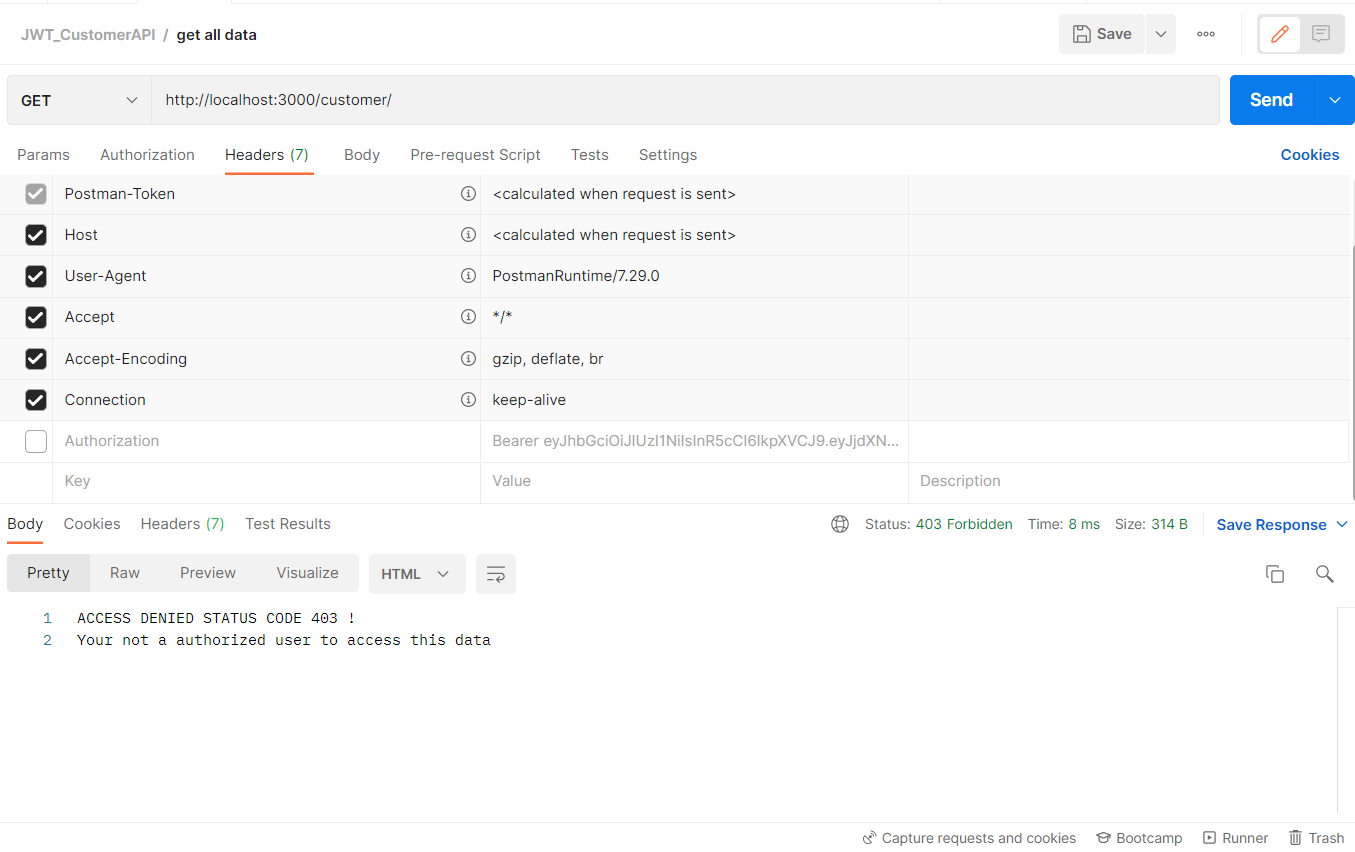 JWT_CustomerAPI / get all data
Save
GET
http://localhost:3000/customer/
Send
Params Authorization Headers (7) Body Pre-request Script Tests Settings Cookies
Postman-Token <calculated when request is sent>
Host <calculated when request is sent>
User-Agent PostmanRuntime/7.29.0
Accept */*
Accept-Encoding gzip, deflate, br
Connection keep-alive
Authorization Bearer eyJhbGciOiJIUzI1NiIsInR5cCI6IkpXVCJ9.eyJjdXN...
Key Value Description
Body Cookies Headers (7) Test Results Status: 403 Forbidden Time: 8 ms Size: 314 B Save Response
Pretty Raw Preview Visualize HTML
1 ACCESS DENIED STATUS CODE 403 !
2 Your not a authorized user to access this data
Capture requests and cookies Bootcamp Runner Trash